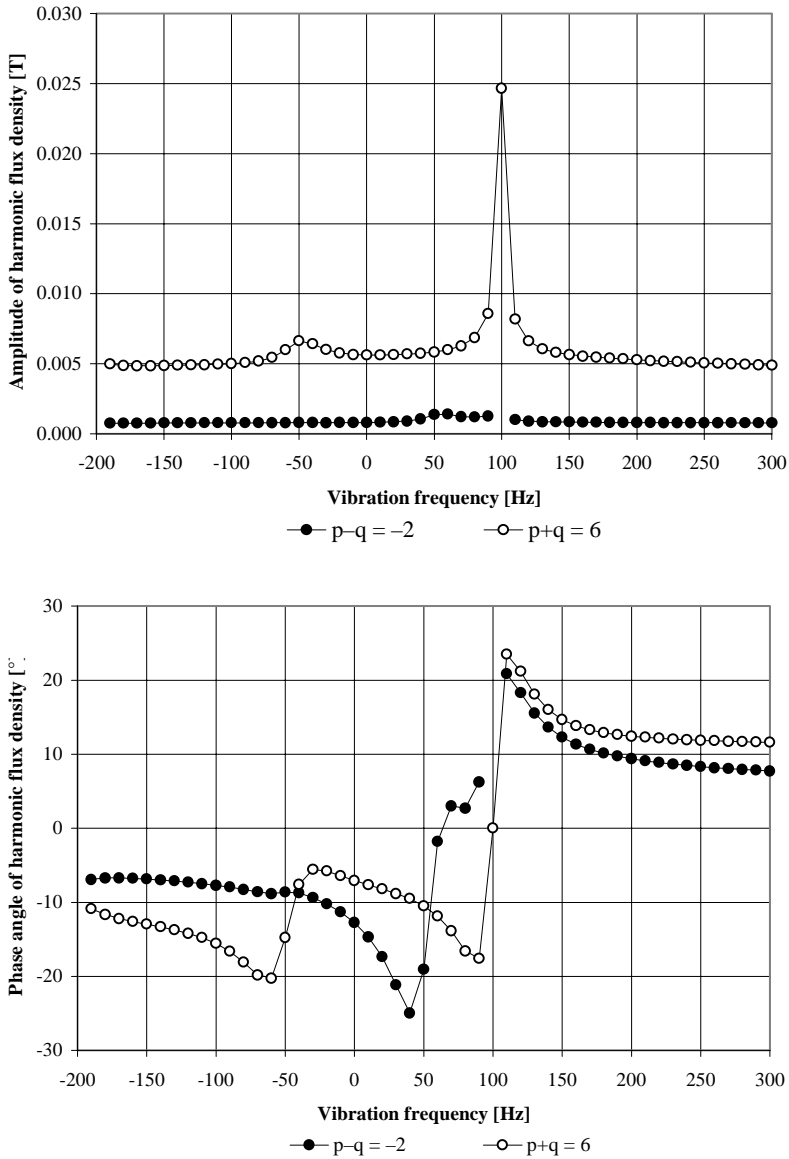 0.030
0.025
0.020
0.015
0.010
0.005
0.000
Amplitude of harmonic flux density [T]
-200 -150 -100 -50 0 50 100 150 200 250 300
Vibration frequency [Hz]
p–q = –2 p+q = 6
30
20
10
0
-10
-20
-30
Phase angle of harmonic flux density [°
-200 -150 -100 -50 0 50 100 150 200 250 300
Vibration frequency [Hz]
p–q = –2 p+q = 6